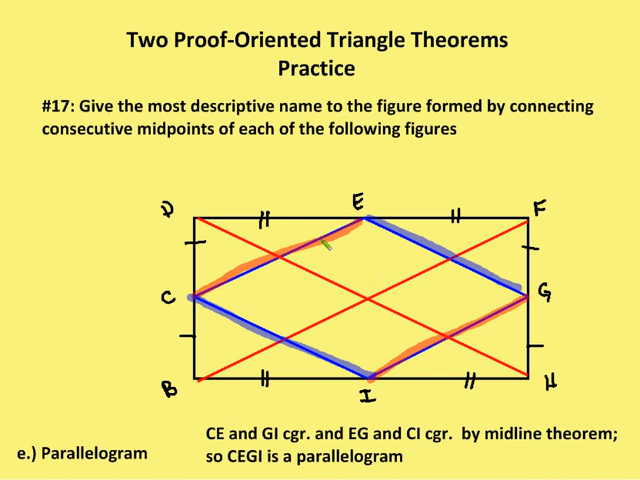 Two Proof-Oriented Triangle Theorems
Practice
#17: Give the most descriptive name to the figure formed by connecting
consecutive midpoints of each of the following figures
D E F
C G
B I H
CE and GI cgr. and EG and CI cgr. by midline theorem;
so CEGI is a parallelogram
e.) Parallelogram